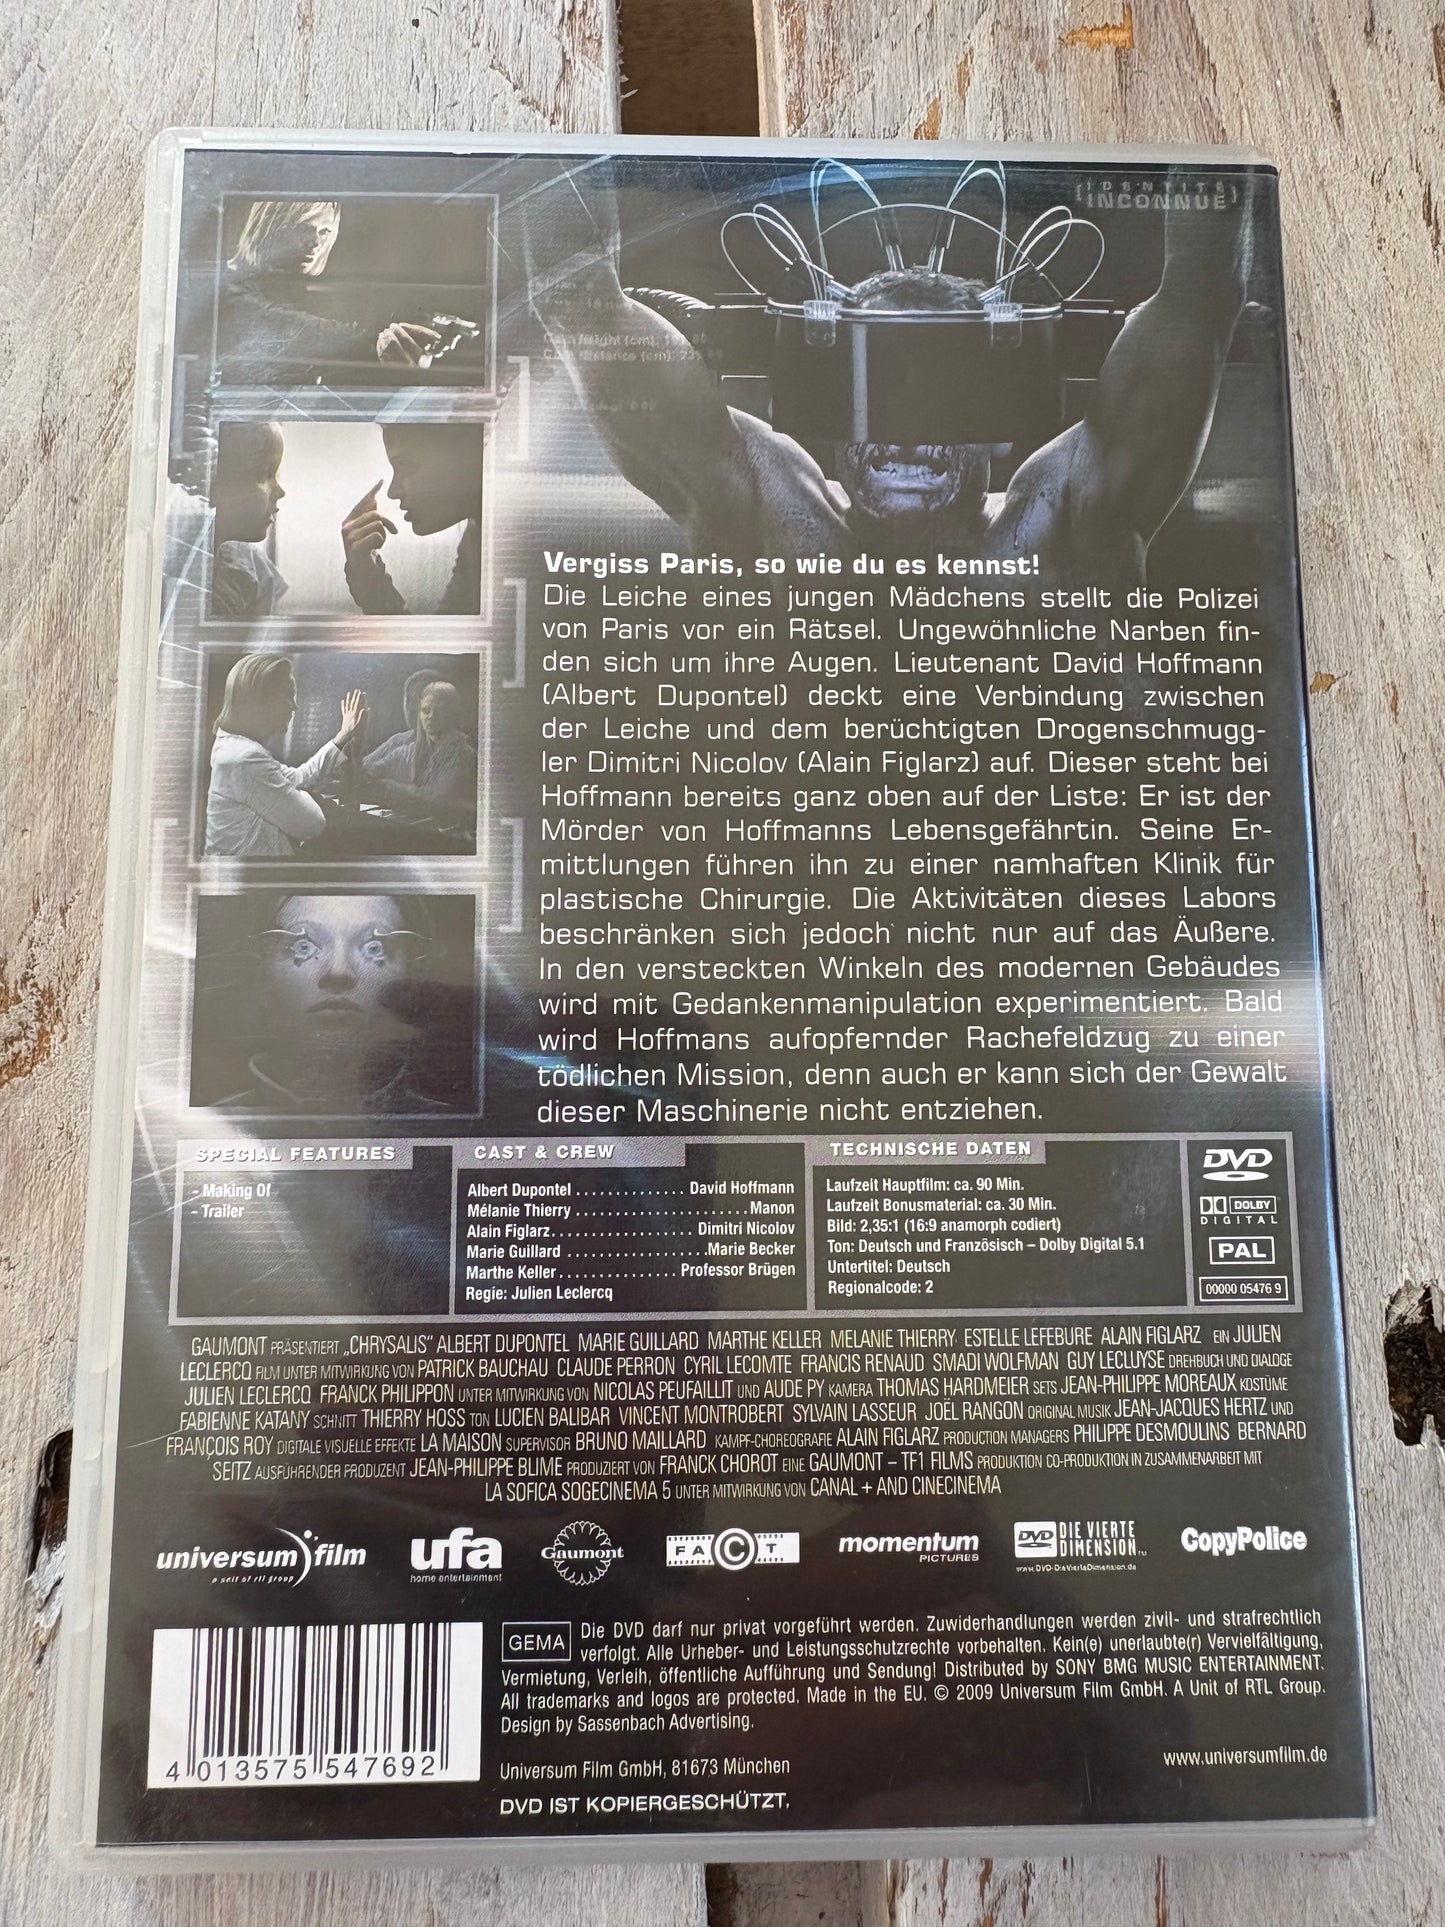 IDENTITE
INCONNUE
Vergiss Paris, so wie du es kennst!
Die Leiche eines jungen Mädchens stellt die Polizei
von Paris vor ein Rätsel. Ungewöhnliche Narben fin-
den sich um ihre Augen. Lieutenant David Hoffmann
(Albert Dupontel) deckt eine Verbindung zwischen
der Leiche und dem berüchtigten Drogenschmugg-
ler Dimitri Nicolov (Alain Figlarz) auf. Dieser steht bei
Hoffmann bereits ganz oben auf der Liste: Er ist der
Mörder von Hoffmanns Lebensgefährtin. Seine Er-
mittlungen führen ihn zu einer namhaften Klinik für
plastische Chirurgie. Die Aktivitäten dieses Labors
beschränken sich jedoch nicht nur auf das Äußere.
In den versteckten Winkeln des modernen Gebäudes
wird mit Gedankenmanipulation experimentiert. Bald
wird Hoffmans aufopfernder Rachefeldzug zu einer
tödlichen Mission, denn auch er kann sich der Gewalt
dieser Maschinerie nicht entziehen.
SPECIAL FEATURES
- Making Of
- Trailer
CAST & CREW
Albert Dupontel .............. David Hoffmann
Mélanie Thierry ...................... Manon
Alain Figlarz.................. Dimitri Nicolov
Marie Guillard ..................Marie Becker
Marthe Keller............... Professor Brügen
Regie: Julien Leclercq
TECHNISCHE DATEN
Laufzeit Hauptfilm: ca. 90 Min.
Laufzeit Bonusmaterial: ca. 30 Min.
Bild: 2,35:1 (16:9 anamorph codiert)
Ton: Deutsch und Französisch – Dolby Digital 5.1
Untertitel: Deutsch
Regionalcode: 2
DVD
DOLBY
DIGITAL
PAL
00000 05476 9
GAUMONT PRÄSENTIERT „CHRYSALIS“ ALBERT DUPONTEL MARIE GUILLARD MARTHE KELLER MELANIE THIERRY ESTELLE LEFEBURE ALAIN FIGLARZ EIN JULIEN
LECLERCQ FILM UNTER MITWIRKUNG VON PATRICK BAUCHAU CLAUDE PERRON CYRIL LECOMTE FRANCIS RENAUD SMADI WOLFMAN GUY LECLUYSE DREHBUCH UND DIALOGE
JULIEN LECLERCQ FRANCK PHILIPPON UNTER MITWIRKUNG VON NICOLAS PEUFAILLIT UND AUDE PY KAMERA THOMAS HARDMEIER SETS JEAN-PHILIPPE MOREAUX KOSTÜME
FABIENNE KATANY SCHNITT THIERRY HOSS TON LUCIEN BALIBAR VINCENT MONTROBERT SYLVAIN LASSEUR JOËL RANGON ORIGINAL MUSIK JEAN-JACQUES HERTZ UND
FRANÇOIS ROY DIGITALE VISUELLE EFFEKTE LA MAISON SUPERVISOR BRUNO MAILLARD KAMPF-CHOREOGRAFIE ALAIN FIGLARZ PRODUCTION MANAGERS PHILIPPE DESMOULINS BERNARD
SEITZ AUSFÜHRENDER PRODUZENT JEAN-PHILIPPE BLIME PRODUZIERT VON FRANCK CHOROT EINE GAUMONT – TF1 FILMS PRODUKTION CO-PRODUKTION IN ZUSAMMENARBEIT MIT
LA SOFICA SOGECINEMA 5 UNTER MITWIRKUNG VON CANAL + AND CINECINEMA
universum film
a unit of rtl group
ufa
home entertainment
Gaumont
FACT
momentum
PICTURES
DVD DIE VIERTE
DIMENSION TM
www.DVD-DieVierteDimension.de
CopyPolice
4 013575 547692
GEMA
Die DVD darf nur privat vorgeführt werden. Zuwiderhandlungen werden zivil- und strafrechtlich
verfolgt. Alle Urheber- und Leistungsschutzrechte vorbehalten. Kein(e) unerlaubte(r) Vervielfältigung,
Vermietung, Verleih, öffentliche Aufführung und Sendung! Distributed by SONY BMG MUSIC ENTERTAINMENT.
All trademarks and logos are protected. Made in the EU. © 2009 Universum Film GmbH. A Unit of RTL Group.
Design by Sassenbach Advertising.
Universum Film GmbH, 81673 München
www.universumfilm.de
DVD IST KOPIERGESCHÜTZT.